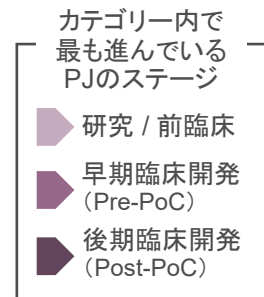 カテゴリー内で
最も進んでいる
PJのステージ
研究 / 前臨床
早期臨床開発
（Pre-PoC）
後期臨床開発
（Post-PoC）